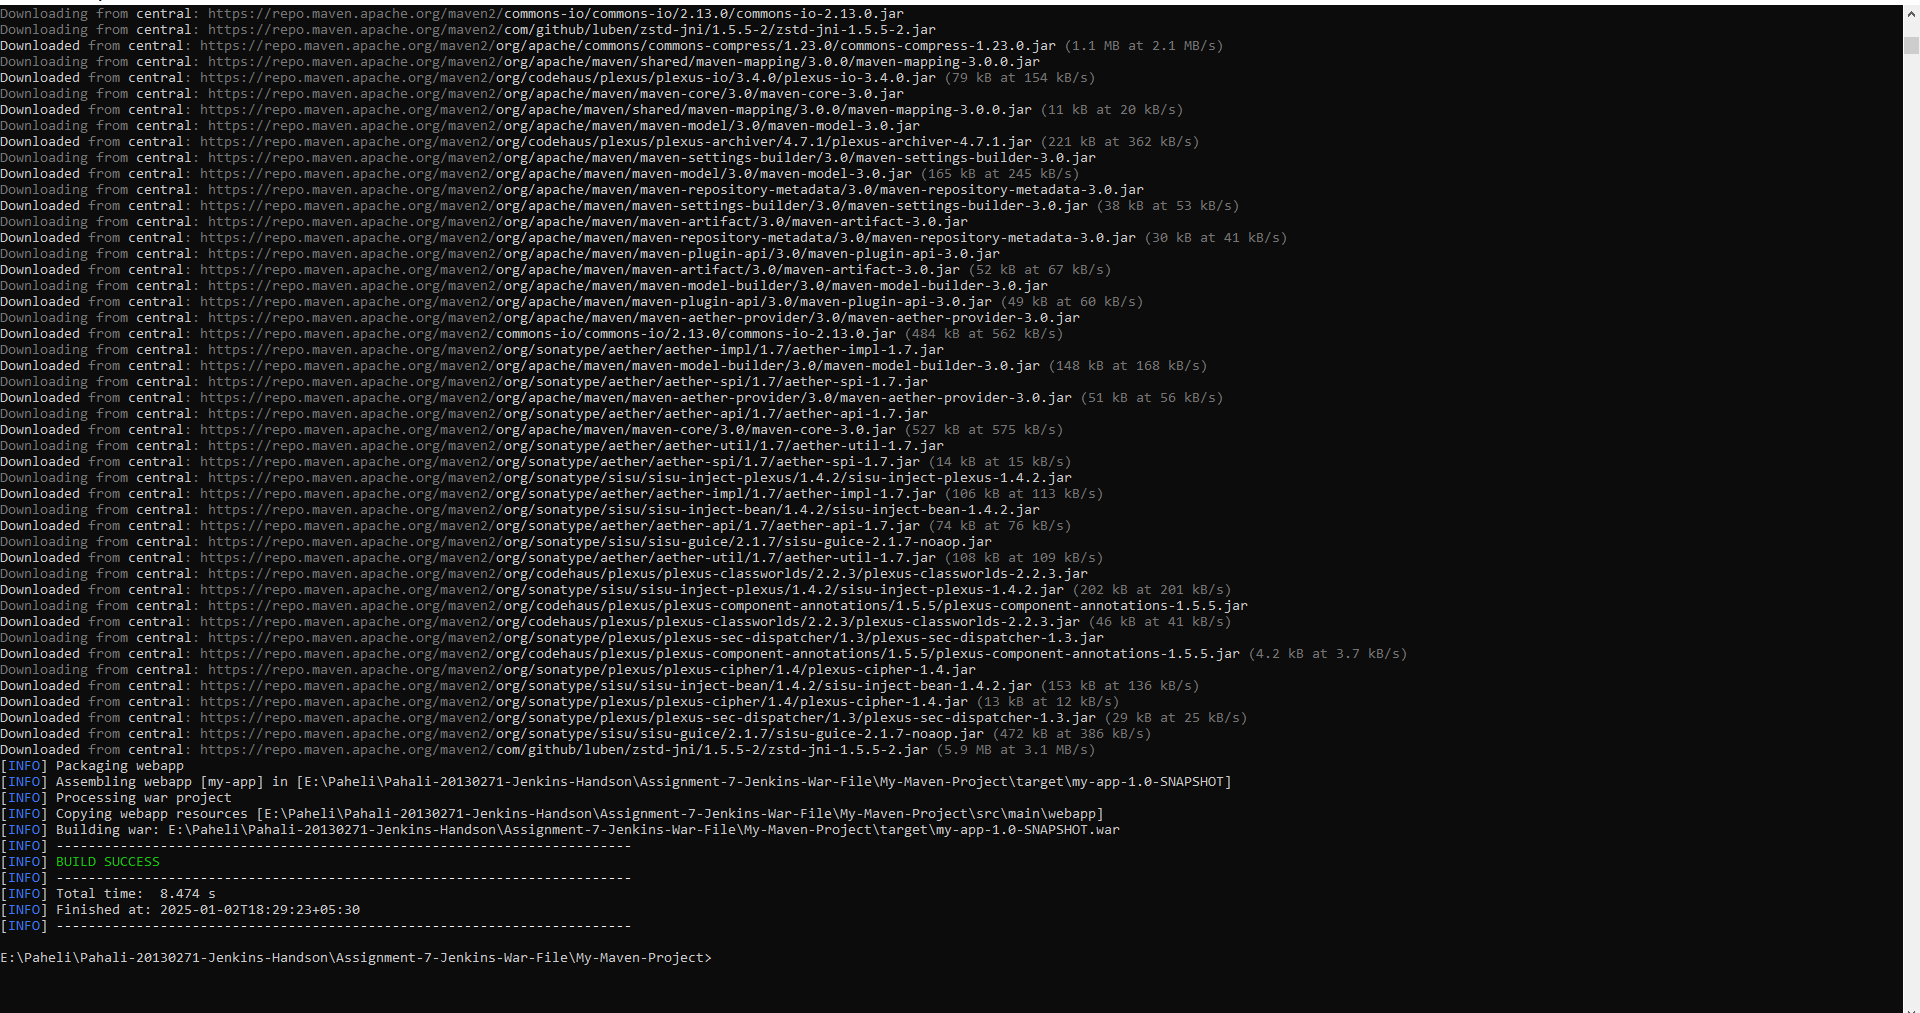 Downloading from central: https://repo.maven.apache.org/maven2/commons-io/commons-io/2.13.0/commons-io-2.13.0.jar
Downloading from central: https://repo.maven.apache.org/maven2/com/github/luben/zstd-jni/1.5.5-2/zstd-jni-1.5.5-2.jar
Downloaded from central: https://repo.maven.apache.org/maven2/org/apache/commons/commons-compress/1.23.0/commons-compress-1.23.0.jar (1.1 MB at 2.1 MB/s)
Downloading from central: https://repo.maven.apache.org/maven2/org/apache/maven/shared/maven-mapping/3.0.0/maven-mapping-3.0.0.jar
Downloaded from central: https://repo.maven.apache.org/maven2/org/codehaus/plexus/plexus-io/3.4.0/plexus-io-3.4.0.jar (79 kB at 154 kB/s)
Downloading from central: https://repo.maven.apache.org/maven2/org/apache/maven/maven-core/3.0/maven-core-3.0.jar
Downloaded from central: https://repo.maven.apache.org/maven2/org/apache/maven/shared/maven-mapping/3.0.0/maven-mapping-3.0.0.jar (11 kB at 20 kB/s)
Downloading from central: https://repo.maven.apache.org/maven2/org/apache/maven/maven-model/3.0/maven-model-3.0.jar
Downloaded from central: https://repo.maven.apache.org/maven2/org/codehaus/plexus/plexus-archiver/4.7.1/plexus-archiver-4.7.1.jar (221 kB at 362 kB/s)
Downloading from central: https://repo.maven.apache.org/maven2/org/apache/maven/maven-settings-builder/3.0/maven-settings-builder-3.0.jar
Downloaded from central: https://repo.maven.apache.org/maven2/org/apache/maven/maven-model/3.0/maven-model-3.0.jar (165 kB at 245 kB/s)
Downloading from central: https://repo.maven.apache.org/maven2/org/apache/maven/maven-repository-metadata/3.0/maven-repository-metadata-3.0.jar
Downloaded from central: https://repo.maven.apache.org/maven2/org/apache/maven/maven-settings-builder/3.0/maven-settings-builder-3.0.jar (38 kB at 53 kB/s)
Downloading from central: https://repo.maven.apache.org/maven2/org/apache/maven/maven-artifact/3.0/maven-artifact-3.0.jar
Downloaded from central: https://repo.maven.apache.org/maven2/org/apache/maven/maven-repository-metadata/3.0/maven-repository-metadata-3.0.jar (30 kB at 41 kB/s)
Downloading from central: https://repo.maven.apache.org/maven2/org/apache/maven/maven-plugin-api/3.0/maven-plugin-api-3.0.jar
Downloaded from central: https://repo.maven.apache.org/maven2/org/apache/maven/maven-artifact/3.0/maven-artifact-3.0.jar (52 kB at 67 kB/s)
Downloading from central: https://repo.maven.apache.org/maven2/org/apache/maven/maven-model-builder/3.0/maven-model-builder-3.0.jar
Downloaded from central: https://repo.maven.apache.org/maven2/org/apache/maven/maven-plugin-api/3.0/maven-plugin-api-3.0.jar (49 kB at 60 kB/s)
Downloading from central: https://repo.maven.apache.org/maven2/org/apache/maven/maven-aether-provider/3.0/maven-aether-provider-3.0.jar
Downloaded from central: https://repo.maven.apache.org/maven2/commons-io/commons-io/2.13.0/commons-io-2.13.0.jar (484 kB at 562 kB/s)
Downloading from central: https://repo.maven.apache.org/maven2/org/sonatype/aether/aether-impl/1.7/aether-impl-1.7.jar
Downloaded from central: https://repo.maven.apache.org/maven2/org/apache/maven/maven-model-builder/3.0/maven-model-builder-3.0.jar (148 kB at 168 kB/s)
Downloading from central: https://repo.maven.apache.org/maven2/org/sonatype/aether/aether-spi/1.7/aether-spi-1.7.jar
Downloaded from central: https://repo.maven.apache.org/maven2/org/apache/maven/maven-aether-provider/3.0/maven-aether-provider-3.0.jar (51 kB at 56 kB/s)
Downloading from central: https://repo.maven.apache.org/maven2/org/sonatype/aether/aether-api/1.7/aether-api-1.7.jar
Downloaded from central: https://repo.maven.apache.org/maven2/org/apache/maven/maven-core/3.0/maven-core-3.0.jar (527 kB at 575 kB/s)
Downloading from central: https://repo.maven.apache.org/maven2/org/sonatype/aether/aether-util/1.7/aether-util-1.7.jar
Downloaded from central: https://repo.maven.apache.org/maven2/org/sonatype/aether/aether-spi/1.7/aether-spi-1.7.jar (14 kB at 15 kB/s)
Downloading from central: https://repo.maven.apache.org/maven2/org/sonatype/sisu/sisu-inject-plexus/1.4.2/sisu-inject-plexus-1.4.2.jar
Downloaded from central: https://repo.maven.apache.org/maven2/org/sonatype/aether/aether-impl/1.7/aether-impl-1.7.jar (106 kB at 113 kB/s)
Downloading from central: https://repo.maven.apache.org/maven2/org/sonatype/sisu/sisu-inject-bean/1.4.2/sisu-inject-bean-1.4.2.jar
Downloaded from central: https://repo.maven.apache.org/maven2/org/sonatype/aether/aether-api/1.7/aether-api-1.7.jar (74 kB at 76 kB/s)
Downloading from central: https://repo.maven.apache.org/maven2/org/sonatype/sisu/sisu-guice/2.1.7/sisu-guice-2.1.7-noaop.jar
Downloaded from central: https://repo.maven.apache.org/maven2/org/sonatype/aether/aether-util/1.7/aether-util-1.7.jar (108 kB at 109 kB/s)
Downloading from central: https://repo.maven.apache.org/maven2/org/codehaus/plexus/plexus-classworlds/2.2.3/plexus-classworlds-2.2.3.jar
Downloaded from central: https://repo.maven.apache.org/maven2/org/sonatype/sisu/sisu-inject-plexus/1.4.2/sisu-inject-plexus-1.4.2.jar (202 kB at 201 kB/s)
Downloading from central: https://repo.maven.apache.org/maven2/org/codehaus/plexus/plexus-component-annotations/1.5.5/plexus-component-annotations-1.5.5.jar
Downloaded from central: https://repo.maven.apache.org/maven2/org/codehaus/plexus/plexus-classworlds/2.2.3/plexus-classworlds-2.2.3.jar (46 kB at 41 kB/s)
Downloading from central: https://repo.maven.apache.org/maven2/org/sonatype/plexus/plexus-sec-dispatcher/1.3/plexus-sec-dispatcher-1.3.jar
Downloaded from central: https://repo.maven.apache.org/maven2/org/codehaus/plexus/plexus-component-annotations/1.5.5/plexus-component-annotations-1.5.5.jar (4.2 kB at 3.7 kB/s)
Downloading from central: https://repo.maven.apache.org/maven2/org/sonatype/plexus/plexus-cipher/1.4/plexus-cipher-1.4.jar
Downloaded from central: https://repo.maven.apache.org/maven2/org/sonatype/sisu/sisu-inject-bean/1.4.2/sisu-inject-bean-1.4.2.jar (153 kB at 136 kB/s)
Downloaded from central: https://repo.maven.apache.org/maven2/org/sonatype/plexus/plexus-cipher/1.4/plexus-cipher-1.4.jar (13 kB at 12 kB/s)
Downloaded from central: https://repo.maven.apache.org/maven2/org/sonatype/plexus/plexus-sec-dispatcher/1.3/plexus-sec-dispatcher-1.3.jar (29 kB at 25 kB/s)
Downloaded from central: https://repo.maven.apache.org/maven2/org/sonatype/sisu/sisu-guice/2.1.7/sisu-guice-2.1.7-noaop.jar (472 kB at 386 kB/s)
Downloaded from central: https://repo.maven.apache.org/maven2/com/github/luben/zstd-jni/1.5.5-2/zstd-jni-1.5.5-2.jar (5.9 MB at 3.1 MB/s)
[INFO] Packaging webapp
[INFO] Assembling webapp [my-app] in [E:\Paheli\Pahali-20130271-Jenkins-Handson\Assignment-7-Jenkins-War-File\My-Maven-Project\target\my-app-1.0-SNAPSHOT]
[INFO] Processing war project
[INFO] Copying webapp resources [E:\Paheli\Pahali-20130271-Jenkins-Handson\Assignment-7-Jenkins-War-File\My-Maven-Project\src\main\webapp]
[INFO] Building war: E:\Paheli\Pahali-20130271-Jenkins-Handson\Assignment-7-Jenkins-War-File\My-Maven-Project\target\my-app-1.0-SNAPSHOT.war
[INFO] ------------------------------------------------------------------------
[INFO] BUILD SUCCESS
[INFO] ------------------------------------------------------------------------
[INFO] Total time:  8.474 s
[INFO] Finished at: 2025-01-02T18:29:23+05:30
[INFO] ------------------------------------------------------------------------
E:\Paheli\Pahali-20130271-Jenkins-Handson\Assignment-7-Jenkins-War-File\My-Maven-Project>